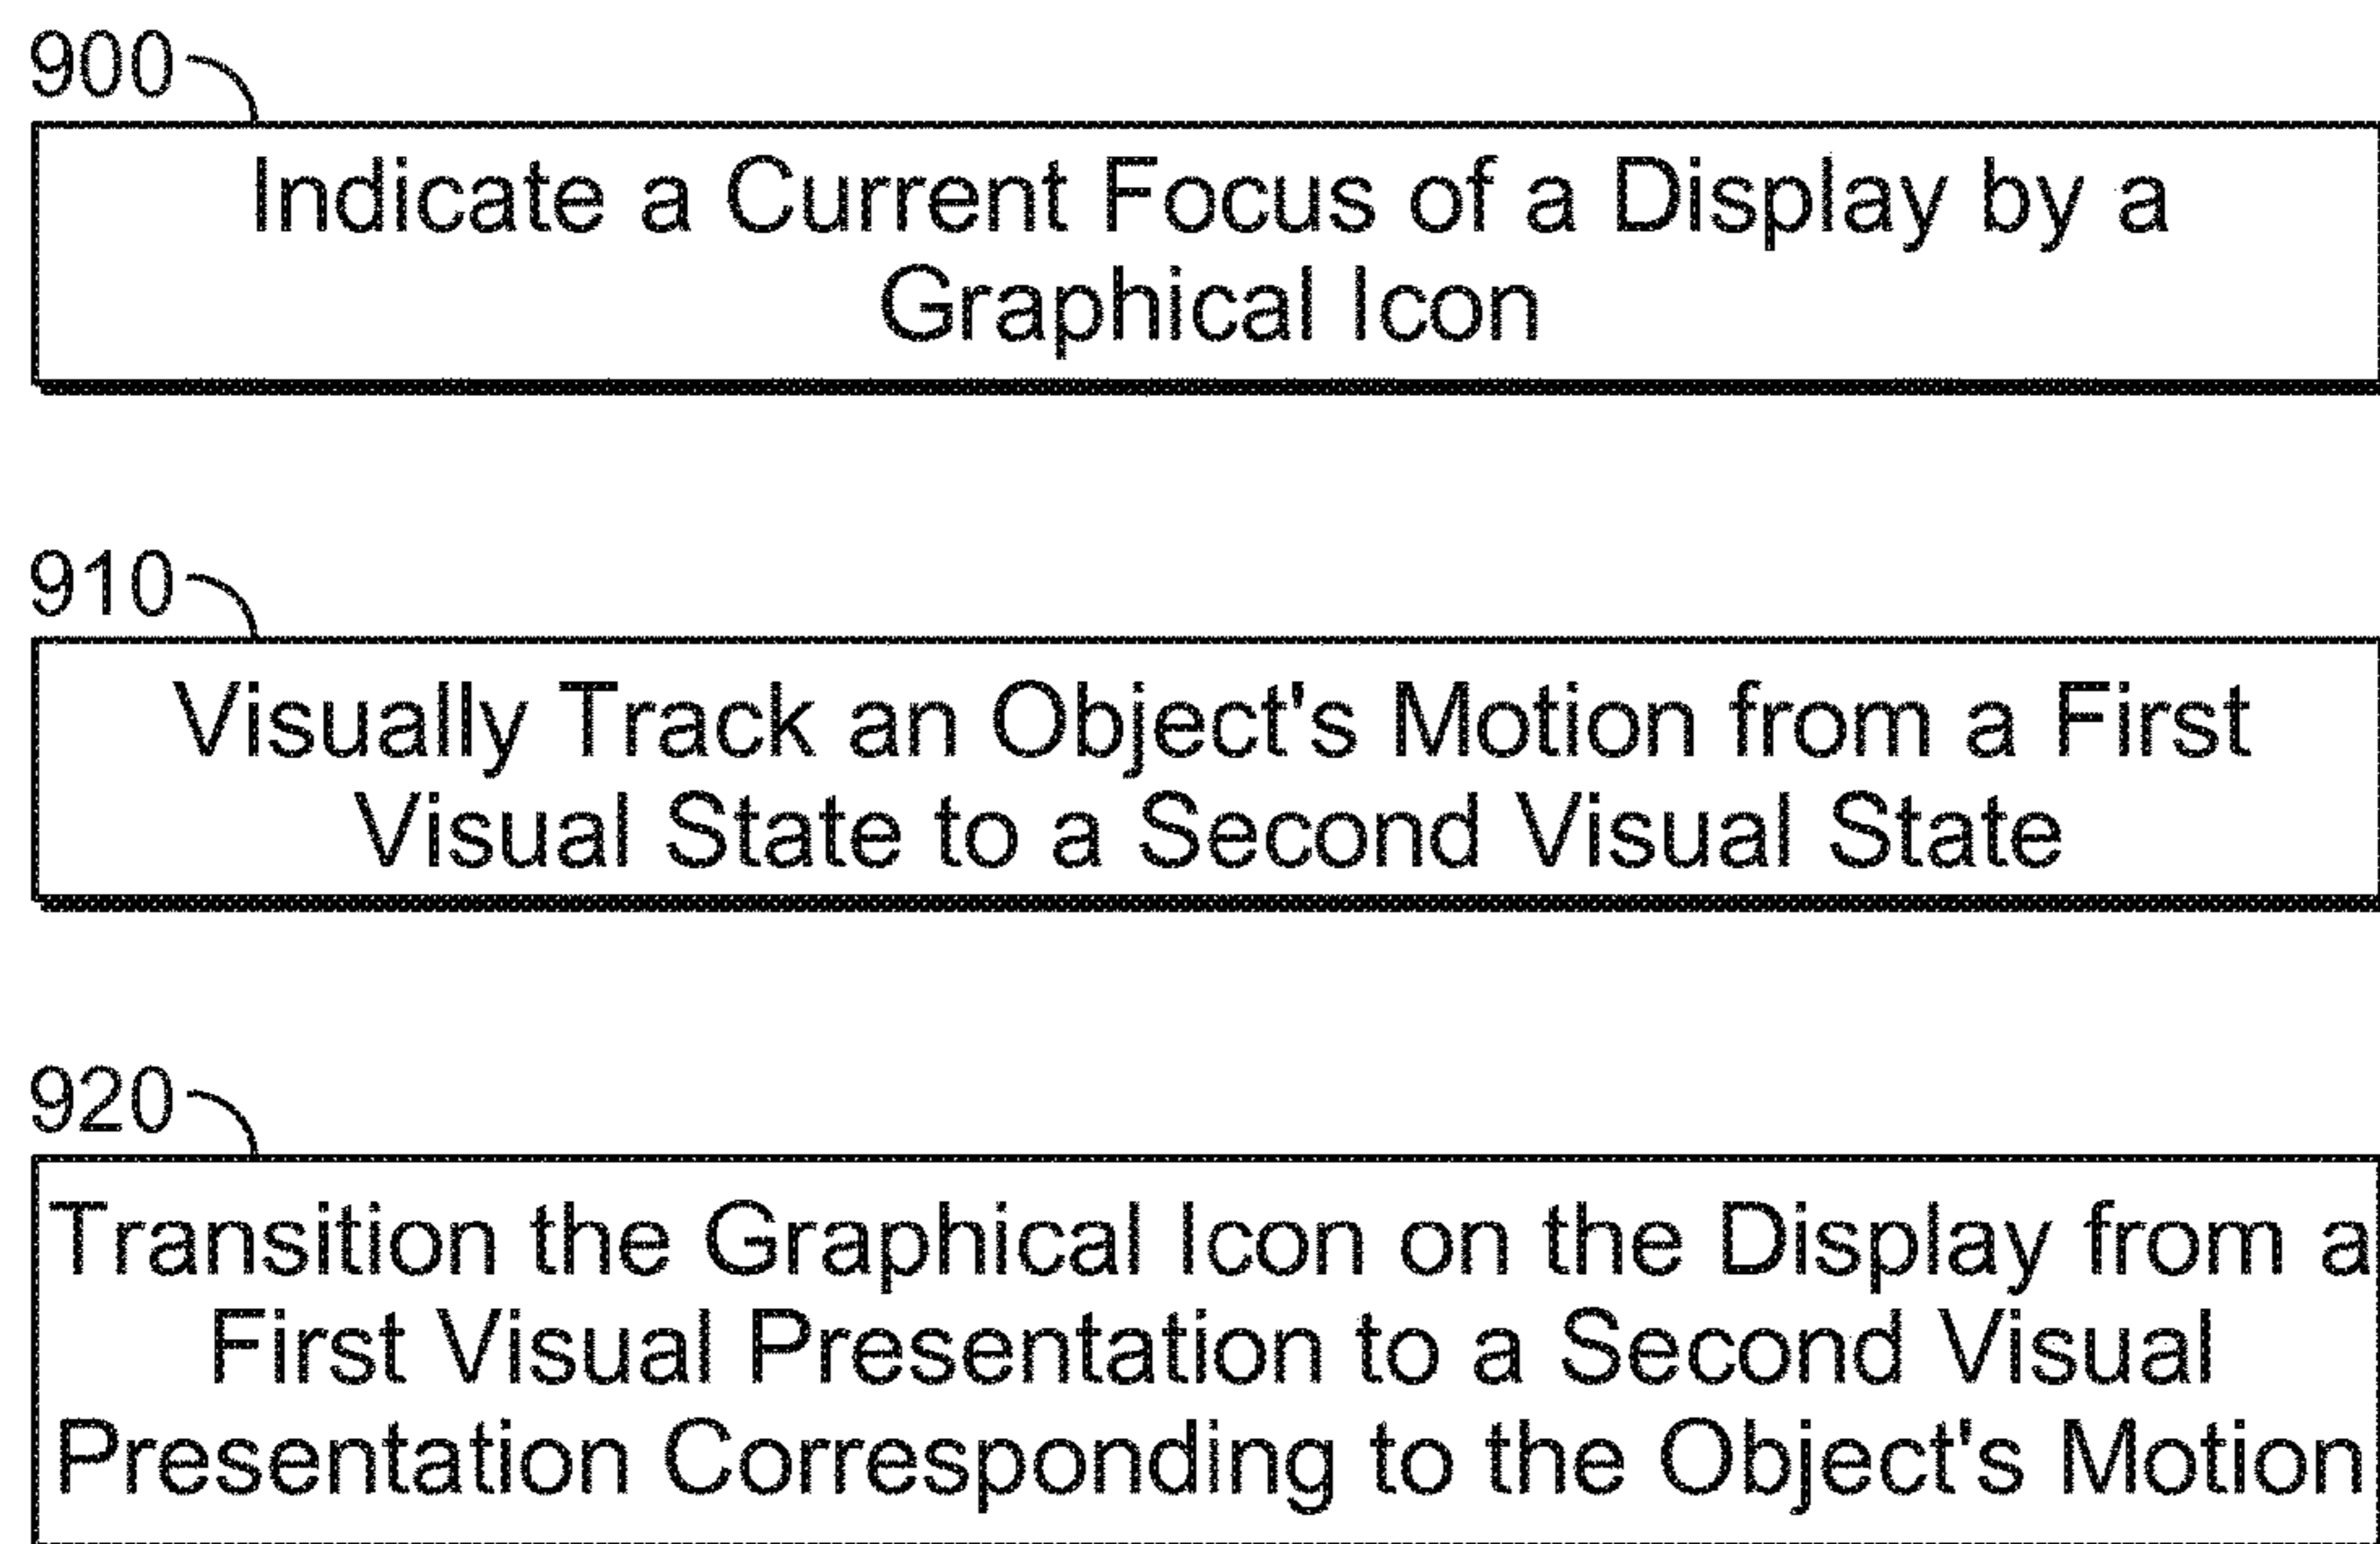 900
Indicate a Current Focus of a Display by a
Graphical Icon
910
Visually Track an Object's Motion from a First
Visual State to a Second Visual State
920
Transition the Graphical Icon on the Display from a
First Visual Presentation to a Second Visual
Presentation Corresponding to the Object's Motion